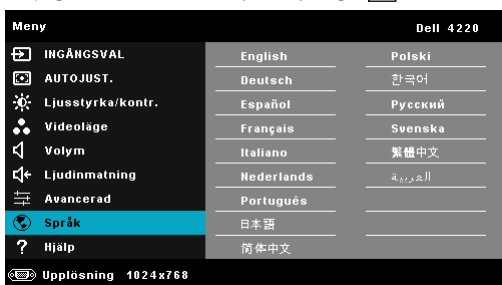 Meny Dell 4220
INGÅNGSVAL English Polski
AUTOJUST. Deutsch 한국어
Ljusstyrka/kontr. Español Русский
Videoläge Français Svenska
Volym Italiano 繁體中文
Ljudinmatning Nederlands العربية
Avancerad Português
Språk 日本語
? Hjälp 简体中文
Upplösning 1024x768